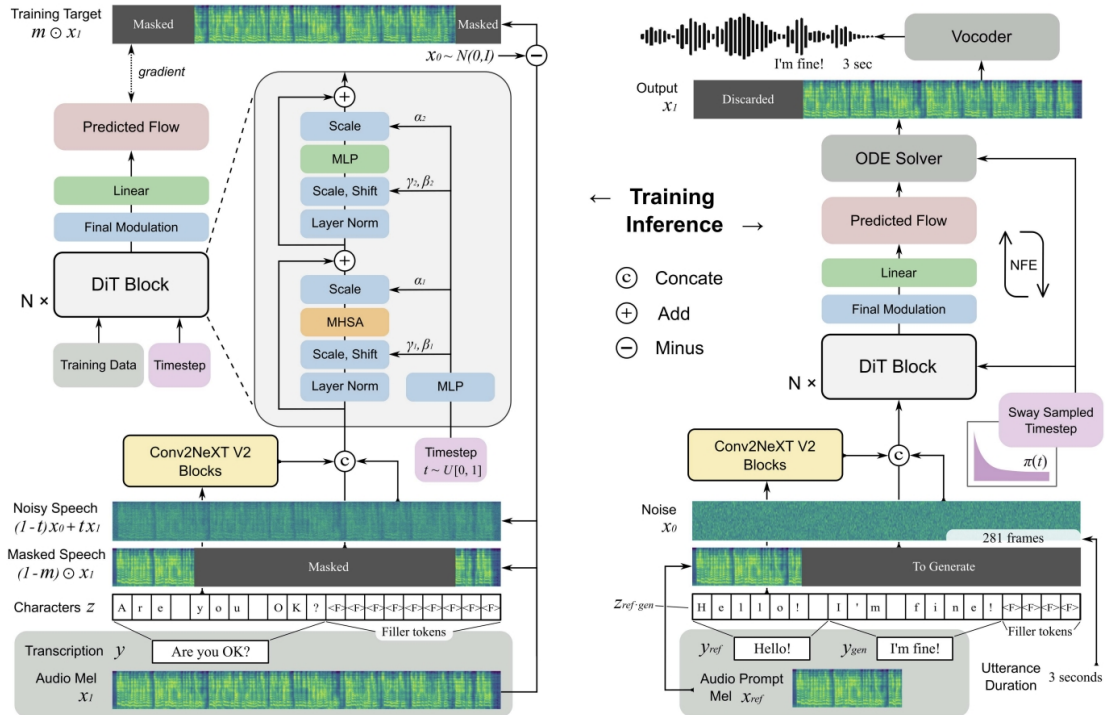 Training Target
m ⊙ x₁
Masked
Masked
x₀ ~ N(0,I)
gradient
Predicted Flow
Linear
Final Modulation
N ×
DiT Block
Training Data
Timestep
Scale
α₂
MLP
Scale, Shift
γ₂, β₂
Layer Norm
Scale
α₁
MHSA
Scale, Shift
γ₁, β₁
Layer Norm
MLP
Timestep
t ~ U[0, 1]
Conv2NeXT V2
Blocks
C
Noisy Speech
(1-t)x₀+tx₁
Masked Speech
(1-m) ⊙ x₁
Masked
Characters z
A r e y o u O K ? <F> <F> <F> <F> <F> <F> <F> <F> <F>
Filler tokens
Transcription y
Are you OK?
Audio Mel
x₁
← Training
Inference →
C Concate
+ Add
− Minus
Vocoder
I'm fine! 3 sec
Output
x₁
Discarded
ODE Solver
Predicted Flow
NFE
Linear
Final Modulation
N ×
DiT Block
Sway Sampled
Timestep
π(t)
Conv2NeXT V2
Blocks
C
Noise
x₀
281 frames
To Generate
z_ref·gen
H e l l o ! I ' m f i n e ! <F> <F> <F> <F>
Filler tokens
y_ref
Hello!
y_gen
I'm fine!
Audio Prompt
Mel x_ref
Utterance
Duration
3 seconds